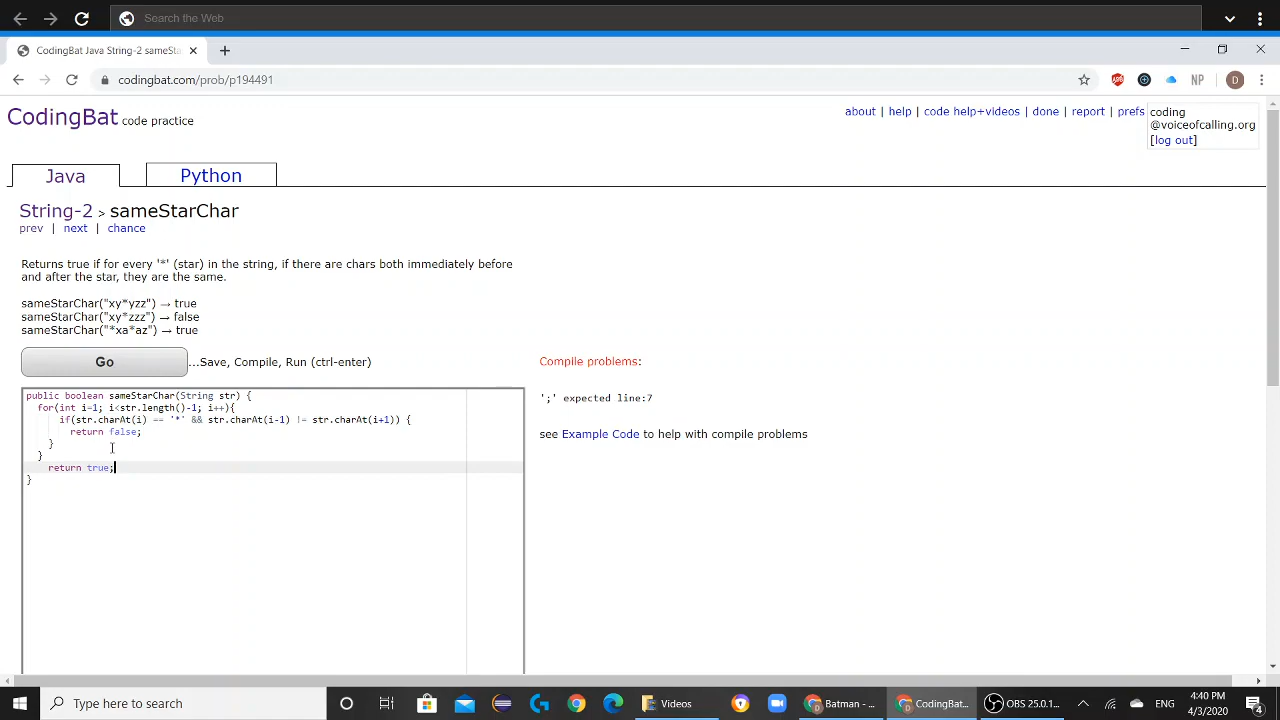 Search the Web
CodingBat Java String-2 sameSta
codingbat.com/prob/p194491
NP
D
CodingBat code practice
about | help | code help+videos | done | report | prefs
coding
@voiceofcalling.org
[log out]
Java
Python
String-2 > sameStarChar
prev | next | chance
Returns true if for every '*' (star) in the string, if there are chars both immediately before
and after the star, they are the same.
sameStarChar("xy*yzz") → true
sameStarChar("xy*zzz") → false
sameStarChar("*xa*az") → true
Go
...Save, Compile, Run (ctrl-enter)
Compile problems:
';' expected line:7
see Example Code to help with compile problems
public boolean sameStarChar(String str) {
for(int i=1; i<str.length()-1; i++){
if(str.charAt(i) == '*' && str.charAt(i-1) != str.charAt(i+1)) {
return false;
}
}
return true;
}
Type here to search
Videos
Batman - ...
CodingBat...
OBS 25.0.1...
ENG
4:40 PM
4/3/2020
4